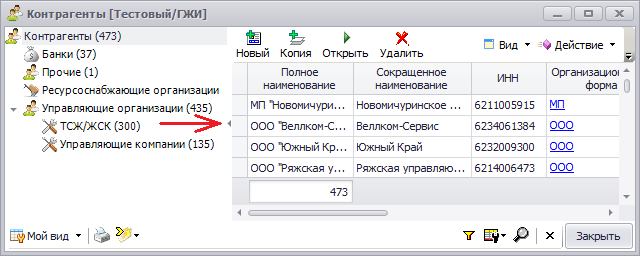 Контрагенты [Тестовый/ГЖИ]
Контрагенты (473)
Банки (37)
Прочие (1)
Ресурсоснабжающие организации
Управляющие организации (435)
ТСЖ/ЖСК (300)
Управляющие компании (135)
Новый Копия Открыть Удалить Вид Действие
Полное наименование Сокращенное наименование ИНН Организацио форма
МП "Новомичури... Новомичуринское ... 6211005915 МП
ООО "Веллком-С... Веллком-Сервис 6234061384 ООО
ООО "Южный Кр... Южный Край 6232009300 ООО
ООО "Ряжская у... Ряжская управляю... 6214006473 ООО
473
Мой вид Закрыть